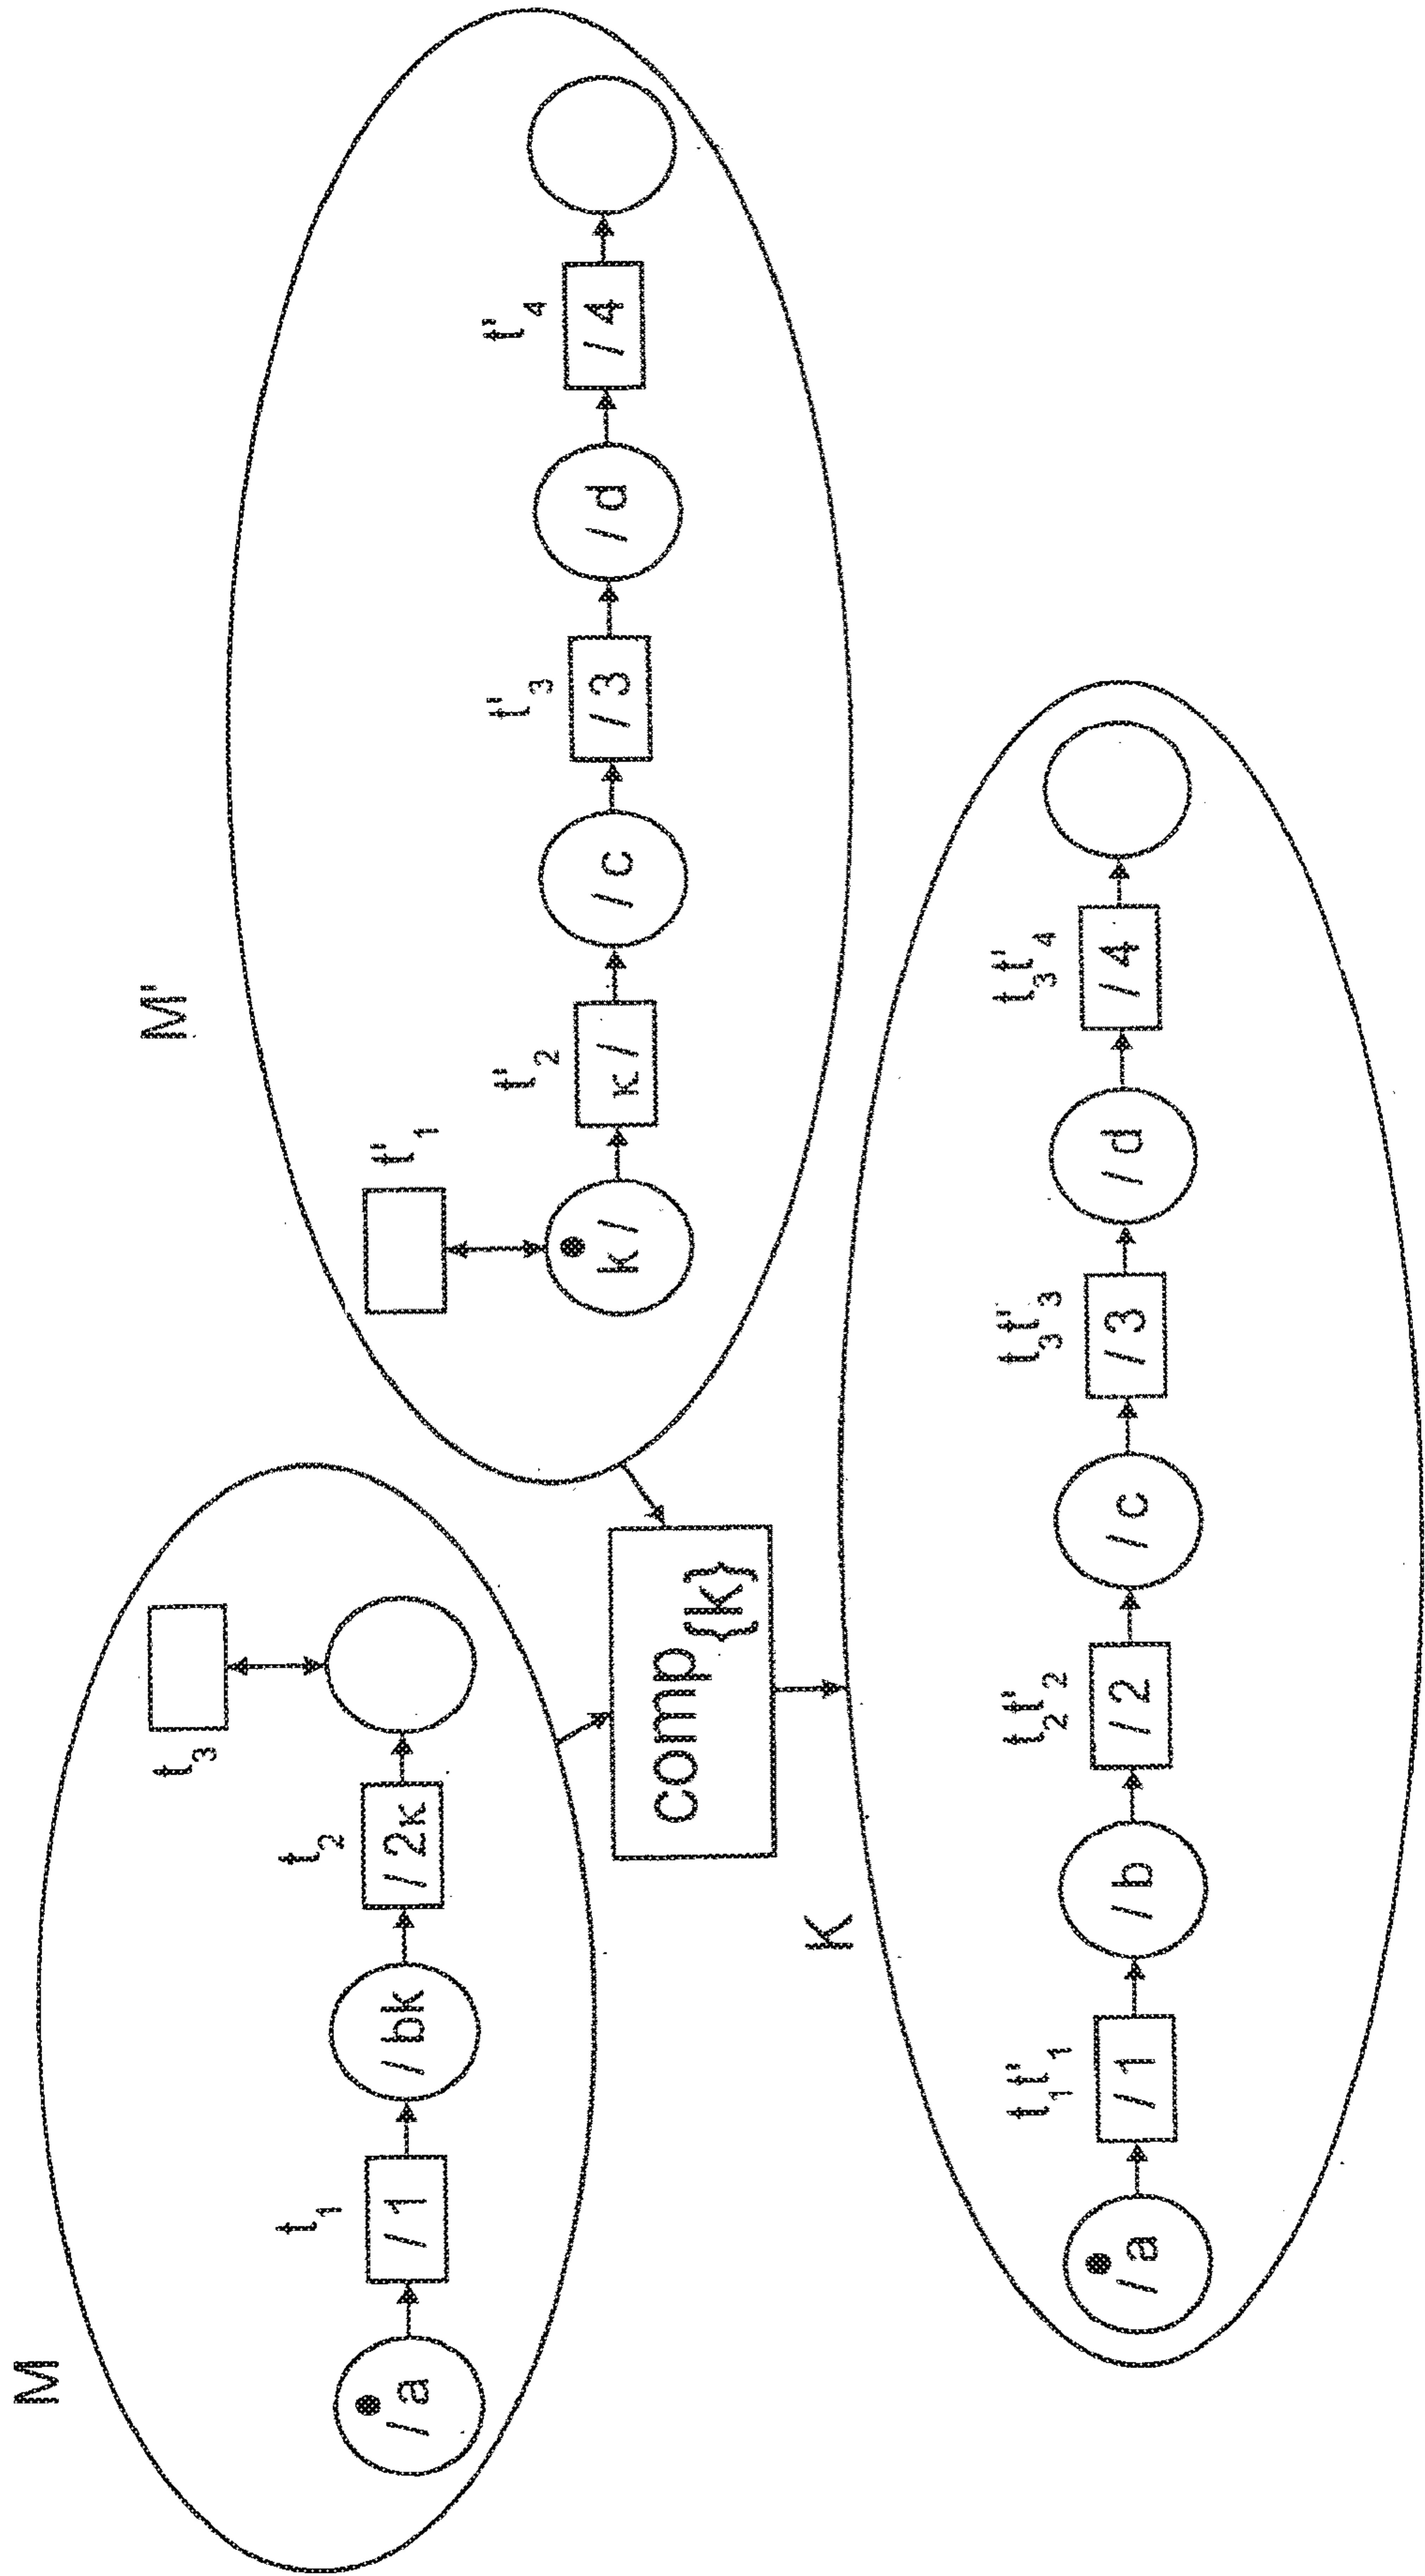 M
/a
t₁
/1
/bk
t₂
/2κ
t₃
M'
t'₁
k/
t'₂
κ/
/c
t'₃
/3
/d
t'₄
/4
comp{k}
K
/a
t₁t'₁
/1
/b
t₂t'₂
/2
/c
t₃t'₃
/3
/d
t₃t'₄
/4